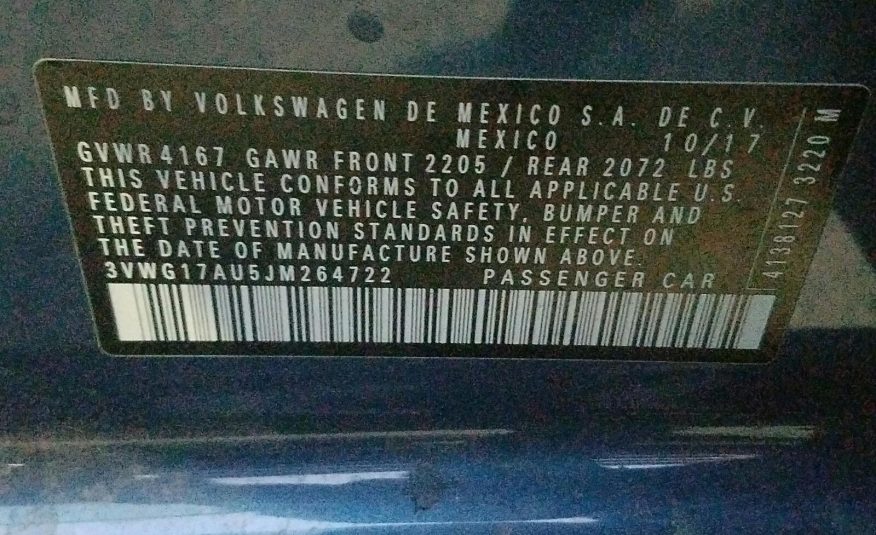 MFD BY VOLKSWAGEN DE MEXICO S.A. DE C.V.
MEXICO 10/17
GVWR 4167 GAWR FRONT 2205 / REAR 2072 LBS
THIS VEHICLE CONFORMS TO ALL APPLICABLE U.S.
FEDERAL MOTOR VEHICLE SAFETY, BUMPER AND
THEFT PREVENTION STANDARDS IN EFFECT ON
THE DATE OF MANUFACTURE SHOWN ABOVE.
3VWG17AU5JM264722 PASSENGER CAR
4138127 3220 M